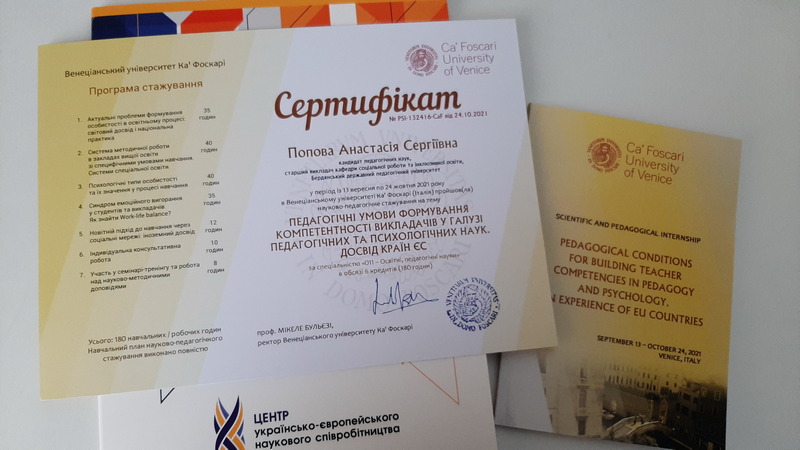 Венеціанський університет Ка' Фоскарі
Програма стажування
1. Актуальні проблеми формування
особистості в освітньому процесі:
світовий досвід і національна
практика
35
годин
2. Система методичної роботи
в закладах вищої освіти
зі специфічними умовами навчання.
Системи спеціальної освіти
40
годин
3. Психологічні типи особистості
та їх значення у процесі навчання
40
годин
4. Синдром емоційного вигорання
у студентів та викладачів.
Як знайти Work-life balance?
35
годин
5. Новітній підхід до навчання через
соціальні мережі: іноземний досвід
12
годин
6. Індивідуальна консультативна
робота
10
годин
7. Участь у семінарі-тренінгу та робота
над науково-методичними
доповідями
8
годин
Усього: 180 навчальних / робочих годин
Навчальний план науково-педагогічного
стажування виконано повністю
Ca' Foscari
University
of Venice
Сертифікат
№ PSI-132416-CaF від 24.10.2021
Попова Анастасія Сергіївна
кандидат педагогічних наук,
старший викладач кафедри соціальної роботи та інклюзивної освіти,
Бердянський державний педагогічний університет
у період із 13 вересня по 24 жовтня 2021 року
в Венеціанському університеті Ка' Фоскарі (Італія) пройшов(ла)
науково-педагогічне стажування на тему
ПЕДАГОГІЧНІ УМОВИ ФОРМУВАННЯ
КОМПЕТЕНТНОСТІ ВИКЛАДАЧІВ У ГАЛУЗІ
ПЕДАГОГІЧНИХ ТА ПСИХОЛОГІЧНИХ НАУК.
ДОСВІД КРАЇН ЄС
за спеціальністю «011 – Освітні, педагогічні науки»
в обсязі 6 кредитів (180 годин)
проф. МІКЕЛЕ БУЛЬЄЗІ,
ректор Венеціанського університету Ка' Фоскарі
ЦЕНТР
українсько-європейського
наукового співробітництва
Ca' Foscari
University
of Venice
SCIENTIFIC AND PEDAGOGICAL INTERNSHIP
PEDAGOGICAL CONDITIONS
FOR BUILDING TEACHER
COMPETENCIES IN PEDAGOGY
AND PSYCHOLOGY.
N EXPERIENCE OF EU COUNTRIES
SEPTEMBER 13 – OCTOBER 24, 2021
VENICE, ITALY